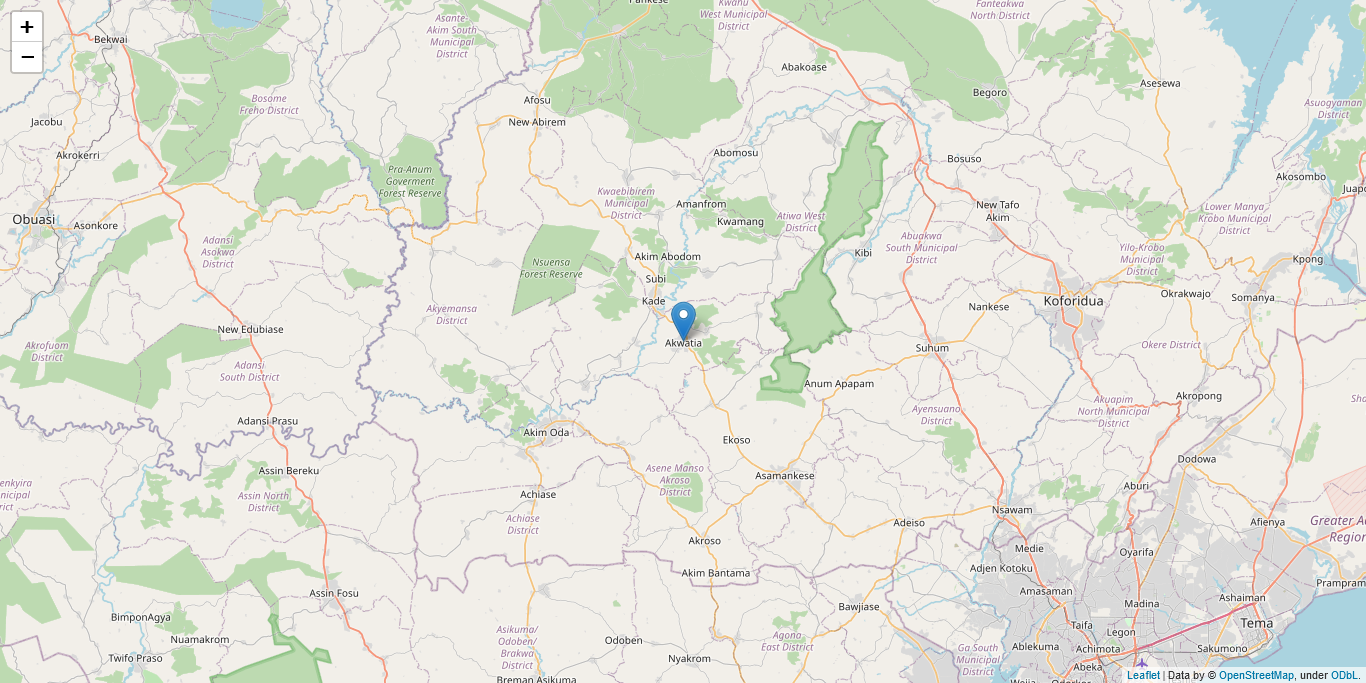 Pankese
Kwahu
West Municipal
District
Fanteakwa
North District
+
−
Bekwai
Asante-
Akim South
Municipal
District
Abakoase
Asesewa
Begoro
Bosome
Freho District
Afosu
Asuogyaman
District
Jacobu
New Abirem
Akrokerri
Abomosu
Bosuso
Pra-Anum
Goverment
Forest Reserve
Akosombo
Juapo
Kwaebibirem
Municipal
District
Amanfrom
New Tafo
Akim
Obuasi
Asonkore
Kwamang
Atiwa West
District
Lower Manya
Krobo Municipal
District
Adansi
Asokwa
District
Abuakwa
South Municipal
District
Yilo-Krobo
Municipal
District
Nsuensa
Forest Reserve
Akim Abodom
Kibi
Kpong
Subi
Kade
Koforidua
Okrakwajo
Somanya
Akyemansa
District
Nankese
New Edubiase
Akwatia
Suhum
Okere District
Akrofuom
District
Adansi
South District
Anum Apapam
Akropong
Akuapim
North Municipal
District
Ayensuano
District
Adansi Prasu
Akim Oda
Ekoso
Dodowa
Assin Bereku
Asene Manso
Akroso
District
Asamankese
enkyira
nicipal
Assin North
District
Achiase
Aburi
Nsawam
Achiase
District
Adeiso
Afienya
Greater Ac
Region
Akroso
Medie
Oyarifa
Adjen Kotoku
Akim Bantama
Prampram
Assin Fosu
Amasaman
Ashaiman
Madina
Bawjiase
BimponAgya
Taifa
Legon
Tema
Nuamakrom
Asikuma/
Odoben/
Brakwa
District
Odoben
Agona
East District
Ga South
Municipal
District
Ablekuma
Achimota
Sakumono
Twifo Praso
Nyakrom
Abeka
Breman Asikuma
Leaflet | Data by © OpenStreetMap, under ODbL.